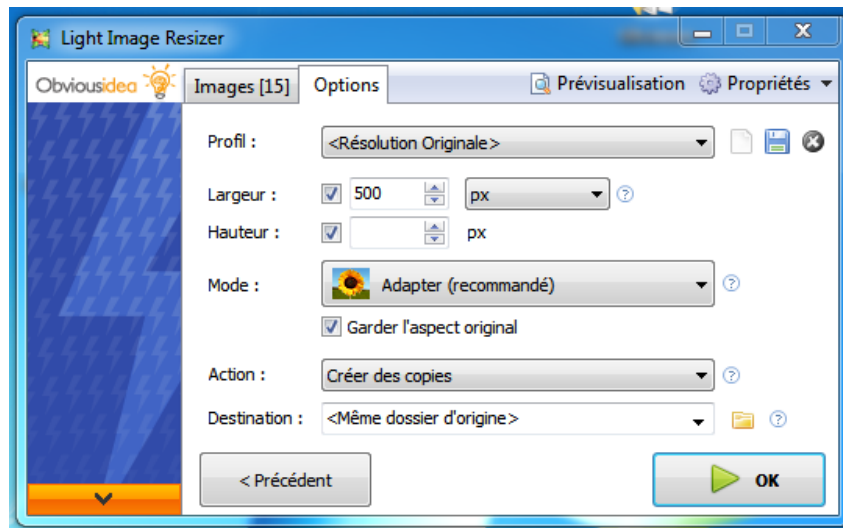 Light Image Resizer
Obviousidea Images [15] Options Prévisualisation Propriétés
Profil : <Résolution Originale>
Largeur : 500 px
Hauteur : px
Mode : Adapter (recommandé)
Garder l'aspect original
Action : Créer des copies
Destination : <Même dossier d'origine>
< Précédent OK